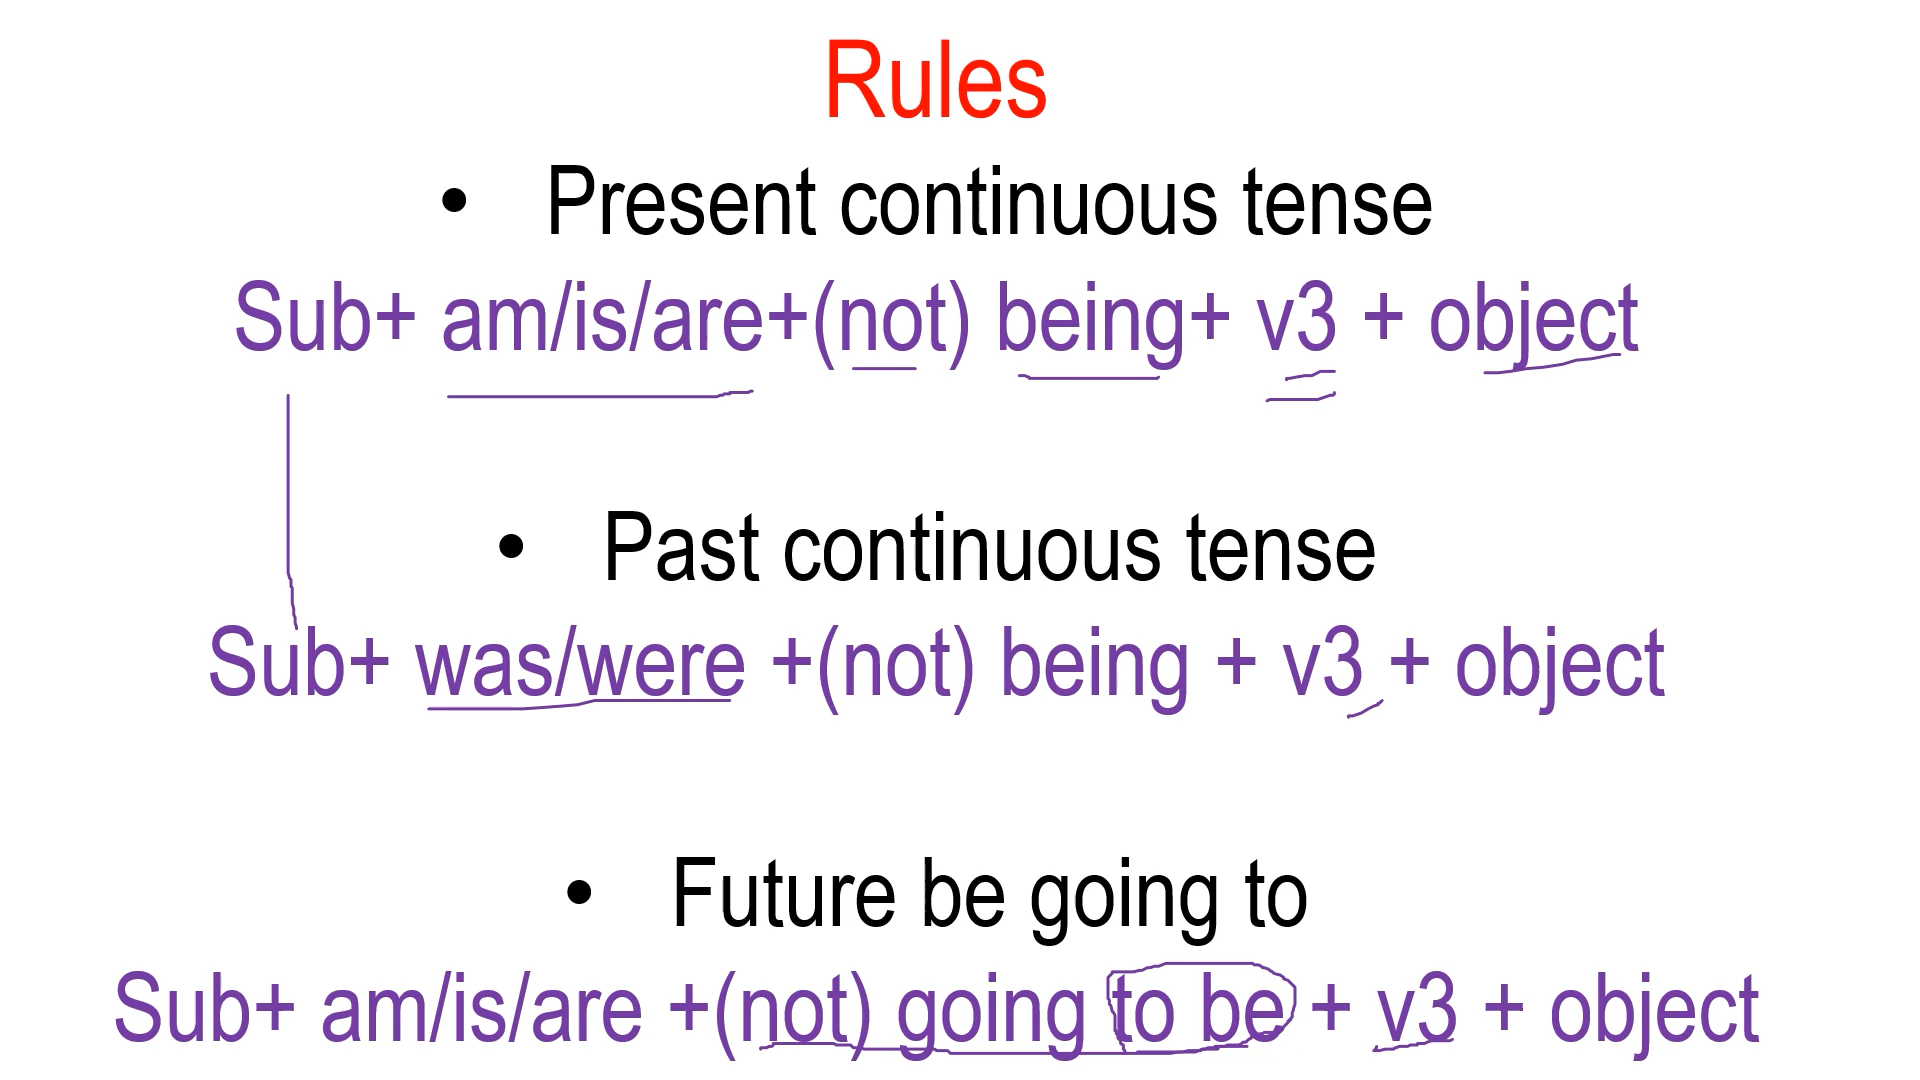 Rules
• Present continuous tense
Sub+ am/is/are+(not) being+ v3 + object
• Past continuous tense
Sub+ was/were +(not) being + v3 + object
• Future be going to
Sub+ am/is/are +(not) going to be + v3 + object